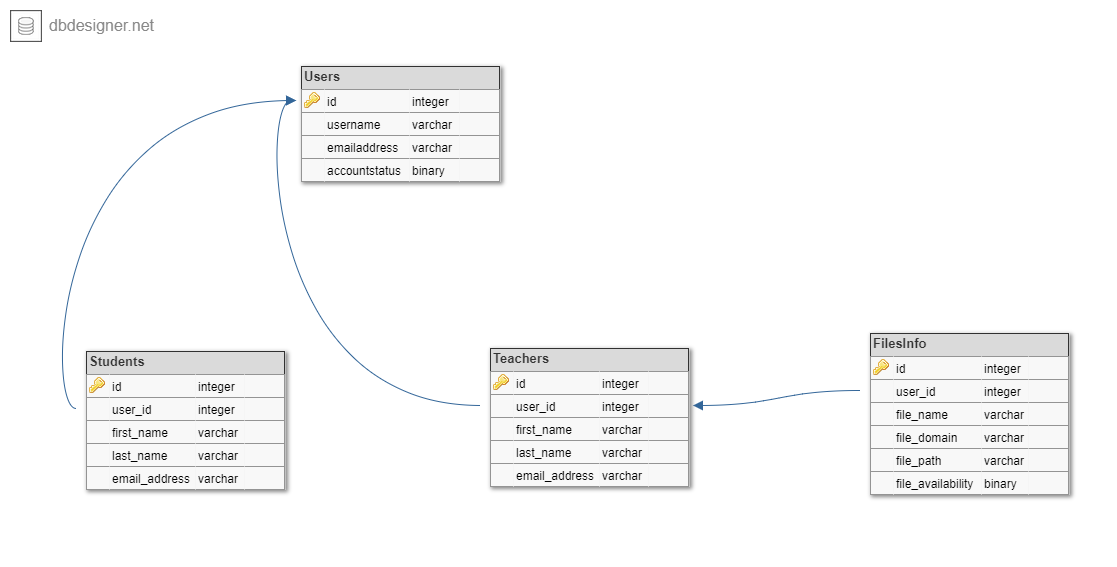 dbdesigner.net
Users
id integer
username varchar
emailaddress varchar
accountstatus binary
Students
id integer
user_id integer
first_name varchar
last_name varchar
email_address varchar
Teachers
id integer
user_id integer
first_name varchar
last_name varchar
email_address varchar
FilesInfo
id integer
user_id integer
file_name varchar
file_domain varchar
file_path varchar
file_availability binary